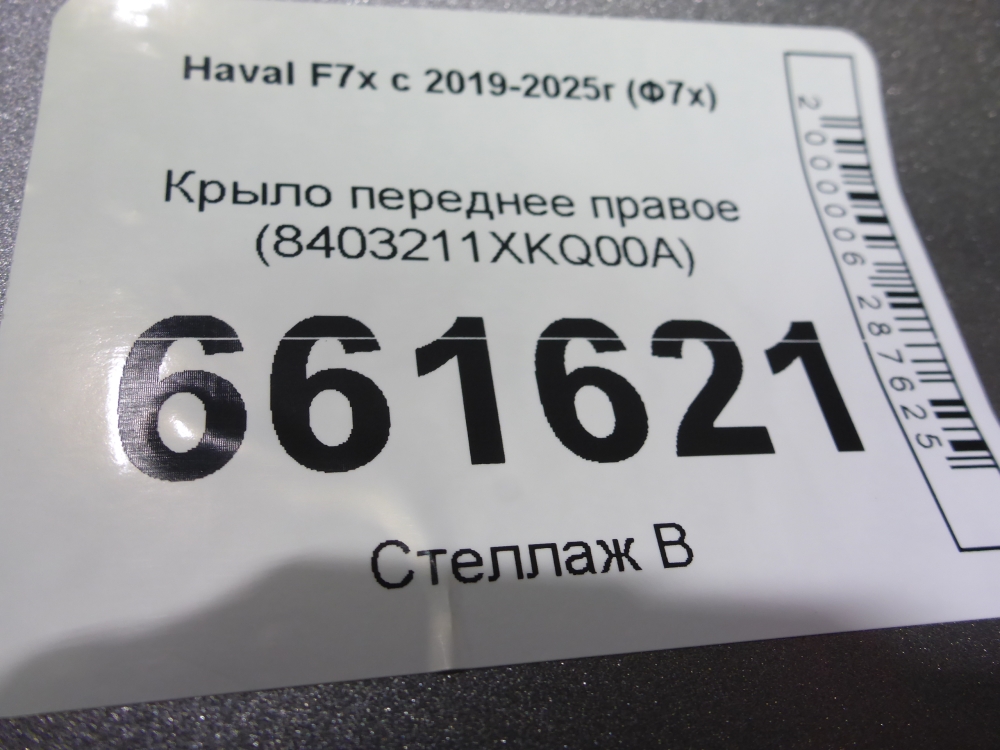 Haval F7x с 2019-2025г (Ф7х)
Крыло переднее правое
(8403211XKQ00A)
661621
Стеллаж В
2000006287625